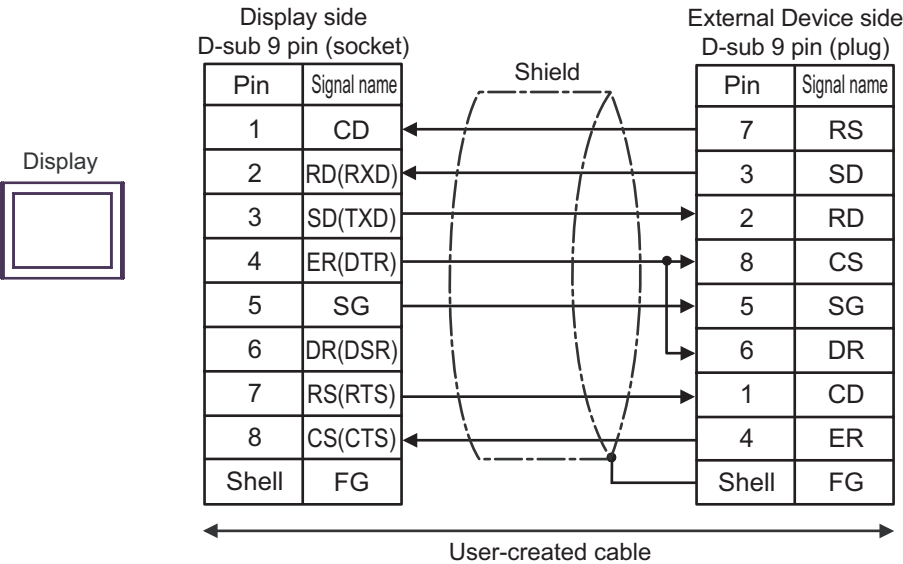 Display side
D-sub 9 pin (socket)
External Device side
D-sub 9 pin (plug)
Shield
Display
Pin Signal name Pin Signal name
1 CD 7 RS
2 RD(RXD) 3 SD
3 SD(TXD) 2 RD
4 ER(DTR) 8 CS
5 SG 5 SG
6 DR(DSR) 6 DR
7 RS(RTS) 1 CD
8 CS(CTS) 4 ER
Shell FG Shell FG
User-created cable